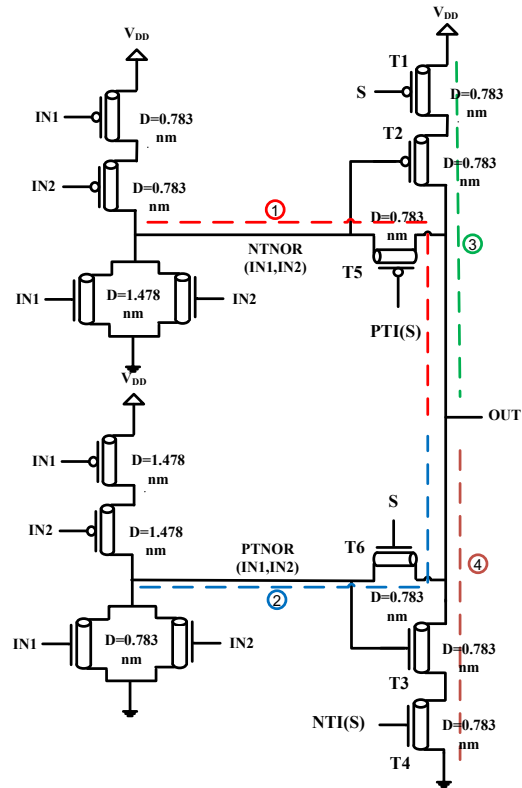 V_DD
V_DD
T1
IN1
D=0.783
nm
S
D=0.783
nm
T2
IN2
D=0.783
nm
D=0.783
nm
1
D=0.783
nm
3
NTNOR
(IN1,IN2)
T5
IN1
D=1.478
nm
IN2
PTI(S)
V_DD
OUT
IN1
D=1.478
nm
S
IN2
D=1.478
nm
PTNOR
(IN1,IN2)
T6
4
2
D=0.783
nm
IN1
D=0.783
nm
IN2
D=0.783
nm
T3
NTI(S)
D=0.783
nm
T4